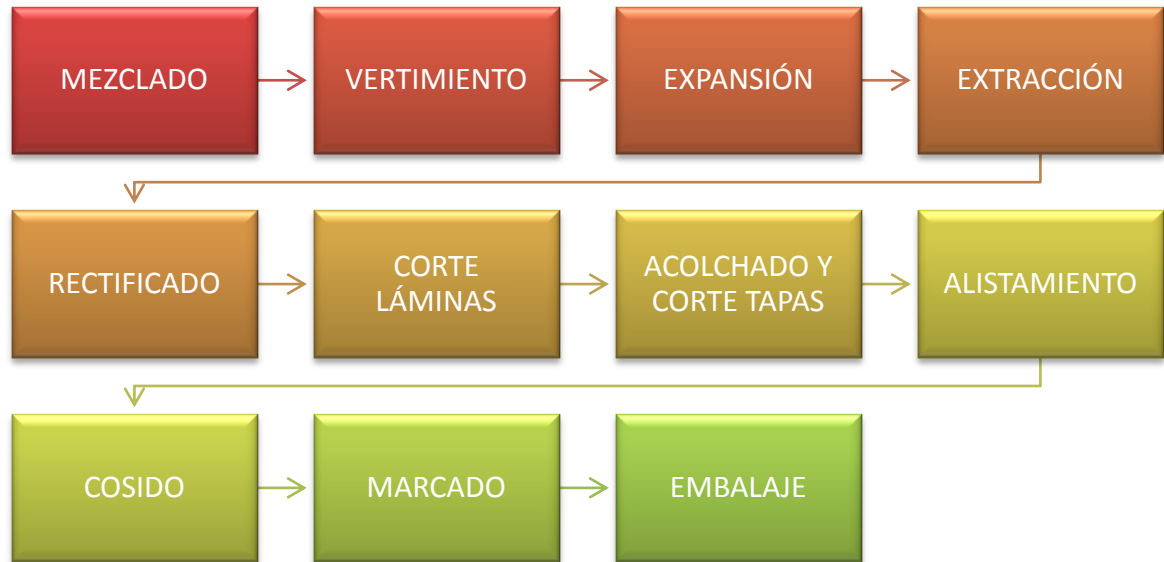 MEZCLADO
VERTIMIENTO
EXPANSIÓN
EXTRACCIÓN
RECTIFICADO
CORTE
LÁMINAS
ACOLCHADO Y
CORTE TAPAS
ALISTAMIENTO
COSIDO
MARCADO
EMBALAJE